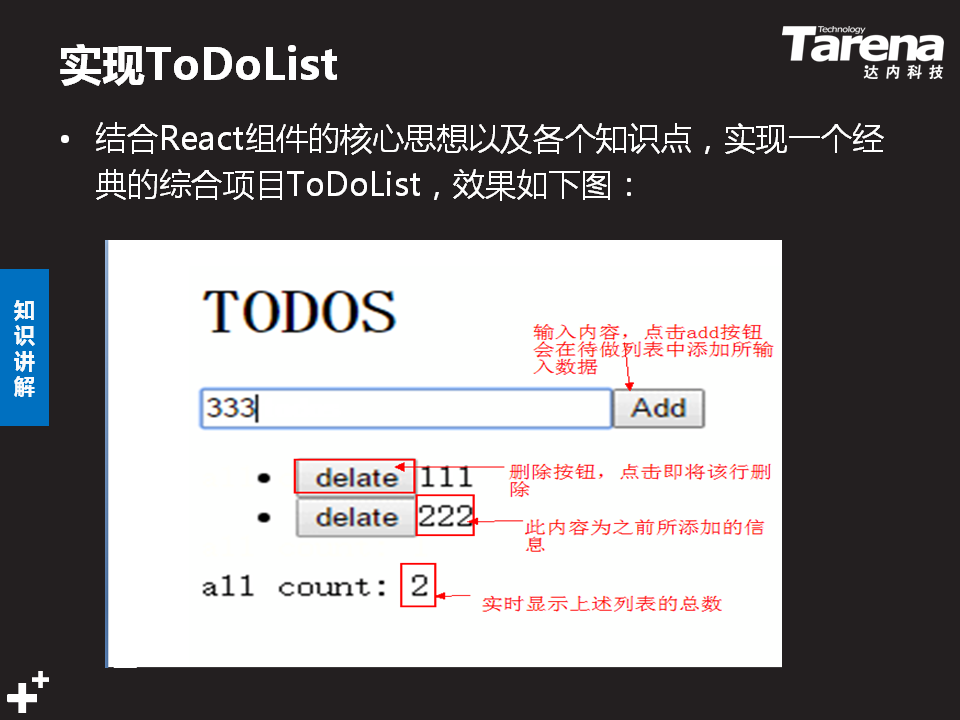 实现ToDoList
Technology
Tarena
达内科技
• 结合React组件的核心思想以及各个知识点，实现一个经
典的综合项目ToDoList，效果如下图：
知
识
讲
解
TODOS
输入内容，点击add按钮
会在待做列表中添加所输
入数据
333
Add
• delate 111
删除按钮，点击即将该行删
除
• delate 222
此内容为之前所添加的信
息
all count: 2
实时显示上述列表的总数